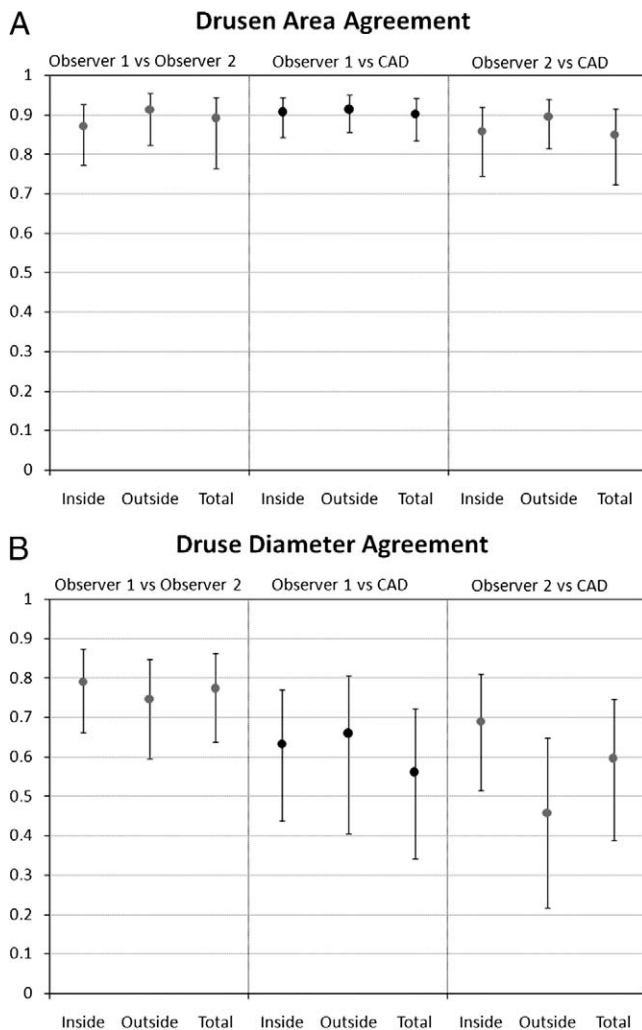 A
Drusen Area Agreement
Observer 1 vs Observer 2 Observer 1 vs CAD Observer 2 vs CAD
1
0.9
0.8
0.7
0.6
0.5
0.4
0.3
0.2
0.1
0
Inside Outside Total Inside Outside Total Inside Outside Total
B
Druse Diameter Agreement
Observer 1 vs Observer 2 Observer 1 vs CAD Observer 2 vs CAD
1
0.9
0.8
0.7
0.6
0.5
0.4
0.3
0.2
0.1
0
Inside Outside Total Inside Outside Total Inside Outside Total